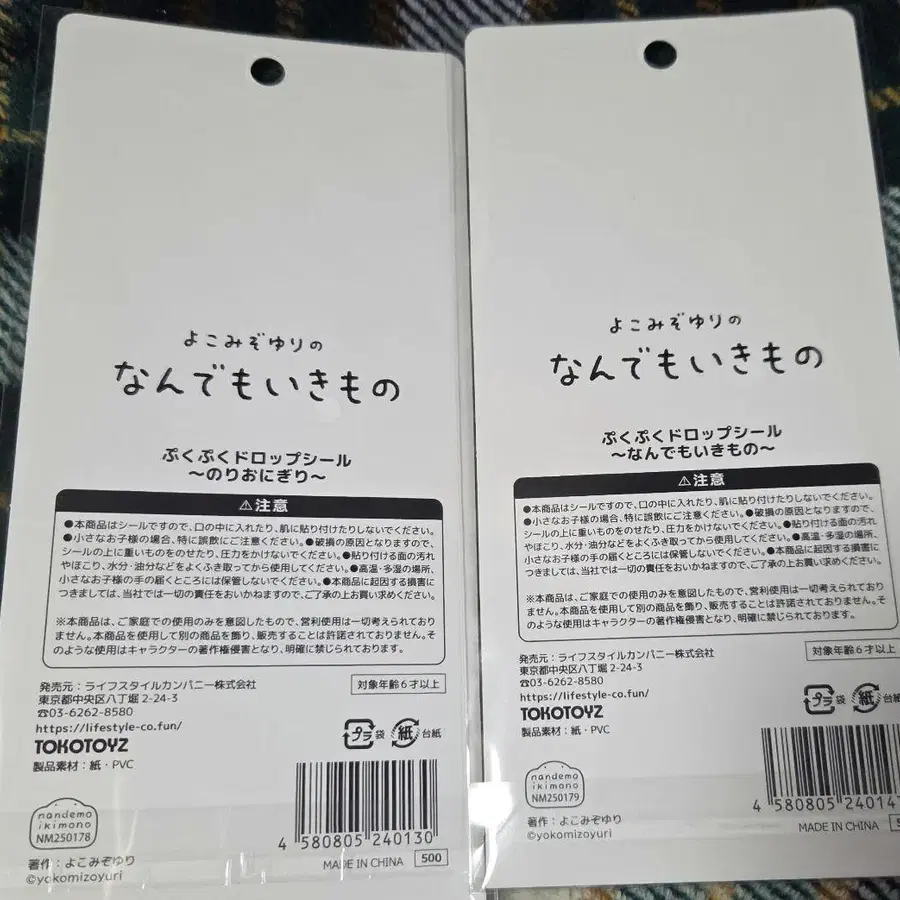 よこみぞゆりの
なんでもいきもの
ぷくぷくドロップシール
〜のりおにぎり〜
⚠注意
●本商品はシールですので、口の中に入れたり、肌に貼り付けたりしないでください。
●小さなお子様の場合、特に誤飲にご注意ください。●破損の原因となりますので、
シールの上に重いものをのせたり、圧力をかけないでください。●貼り付ける面の汚れ
やほこり、水分・油分などをよくふき取ってから使用してください。●高温・多湿の場所、
小さなお子様の手の届くところには保管しないでください。●本商品に起因する損害に
つきましては、当社では一切の責任をおいかねますので、ご了承の上お買い求めください。
※本商品は、ご家庭での使用のみを意図したもので、営利使用は一切考えられており
ません。本商品を使用して別の商品を飾り、販売することは許諾されておりません。そ
のような使用はキャラクターの著作権侵害となり、明確に禁じられております。
発売元：ライフスタイルカンパニー株式会社
東京都中央区八丁堀 2-24-3
☎03-6262-8580
https://lifestyle-co.fun/
TOKOTOYZ
製品素材：紙・PVC
対象年齢6才以上
プラ 袋 紙 台紙
nandemo
ikimono
NM250178
4 580805 240130
著作：よこみぞゆり
©yokomizoyuri
MADE IN CHINA 500
よこみぞゆりの
なんでもいきもの
ぷくぷくドロップシール
〜なんでもいきもの〜
⚠注意
●本商品はシールですので、口の中に入れたり、肌に貼り付けたりしないでください。
●小さなお子様の場合、特に誤飲にご注意ください。●破損の原因となりますので、
シールの上に重いものをのせたり、圧力をかけないでください。●貼り付ける面の汚れ
やほこり、水分・油分などをよくふき取ってから使用してください。●高温・多湿の場所、
小さなお子様の手の届くところには保管しないでください。●本商品に起因する損害に
つきましては、当社では一切の責任をおいかねますので、ご了承の上お買い求めください。
※本商品は、ご家庭での使用のみを意図したもので、営利使用は一切考えられており
ません。本商品を使用して別の商品を飾り、販売することは許諾されておりません。そ
のような使用はキャラクターの著作権侵害となり、明確に禁じられております。
発売元：ライフスタイルカンパニー株式会社
東京都中央区八丁堀 2-24-3
☎03-6262-8580
https://lifestyle-co.fun/
TOKOTOYZ
製品素材：紙・PVC
対象年齢6才以上
プラ 袋 紙 台紙
nandemo
ikimono
NM250179
4 580805 24014
著作：よこみぞゆり
©yokomizoyuri
MADE IN CHINA